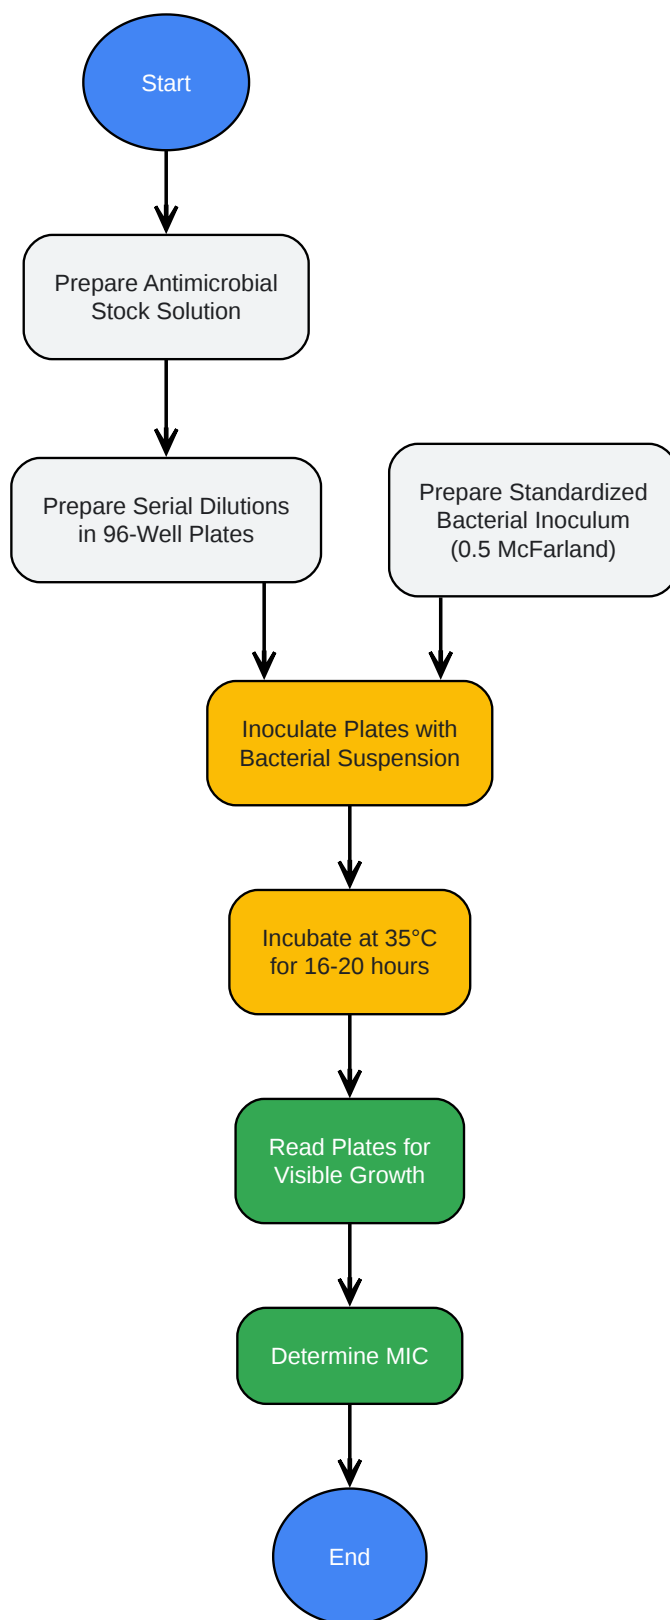 Start
Prepare Antimicrobial
Stock Solution
Prepare Serial Dilutions
in 96-Well Plates
Prepare Standardized
Bacterial Inoculum
(0.5 McFarland)
Inoculate Plates with
Bacterial Suspension
Incubate at 35°C
for 16-20 hours
Read Plates for
Visible Growth
Determine MIC
End